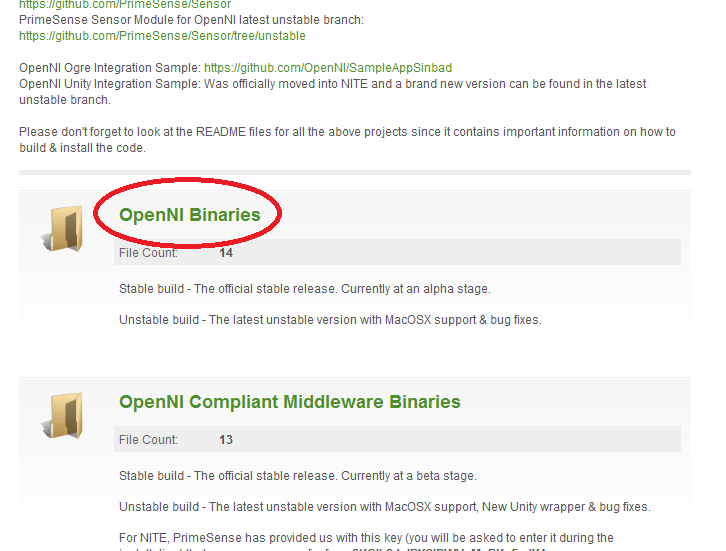 https://github.com/PrimeSense/Sensor
PrimeSense Sensor Module for OpenNI latest unstable branch:
https://github.com/PrimeSense/Sensor/tree/unstable
OpenNI Ogre Integration Sample: https://github.com/OpenNI/SampleAppSinbad
OpenNI Unity Integration Sample: Was officially moved into NITE and a brand new version can be found in the latest
unstable branch.
Please don't forget to look at the README files for all the above projects since it contains important information on how to
build & install the code.
OpenNI Binaries
File Count: 14
Stable build - The official stable release. Currently at an alpha stage.
Unstable build - The latest unstable version with MacOSX support & bug fixes.
OpenNI Compliant Middleware Binaries
File Count: 13
Stable build - The official stable release. Currently at a beta stage.
Unstable build - The latest unstable version with MacOSX support, New Unity wrapper & bug fixes.
For NITE, PrimeSense has provided us with this key (you will be asked to enter it during the